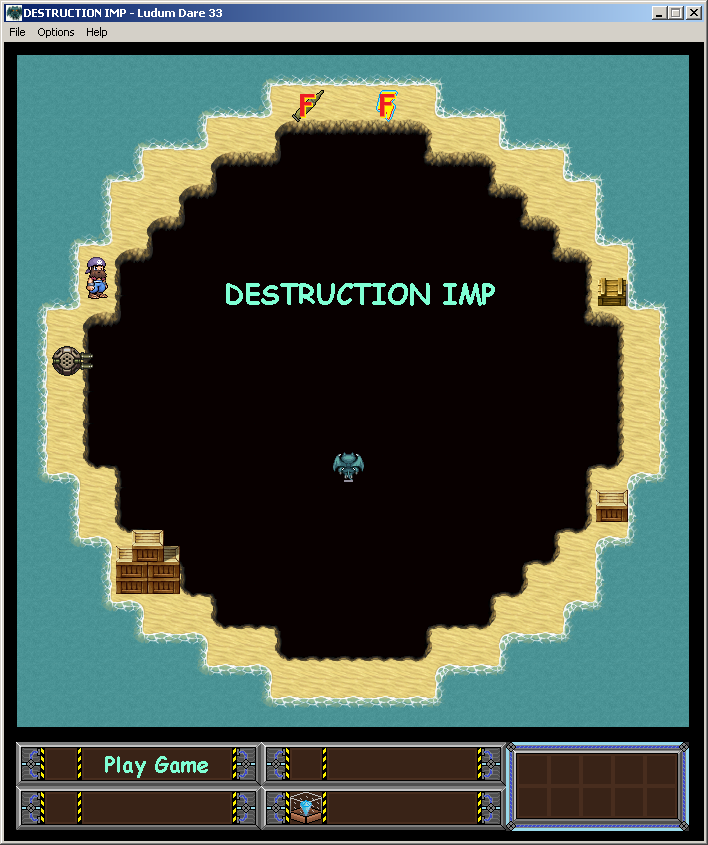 DESTRUCTION IMP - Ludum Dare 33
File Options Help
F F
DESTRUCTION IMP
Play Game